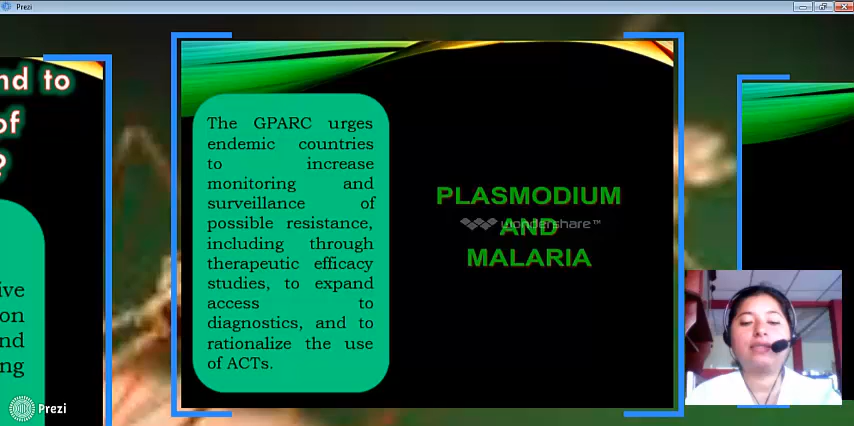 Prezi
nd to
of
?
ive
on
nd
ng
The GPARC urges
endemic countries
to increase
monitoring and
surveillance of
possible resistance,
including through
therapeutic efficacy
studies, to expand
access to
diagnostics, and to
rationalize the use
of ACTs.
PLASMODIUM
AND
MALARIA
wondershare™
Prezi